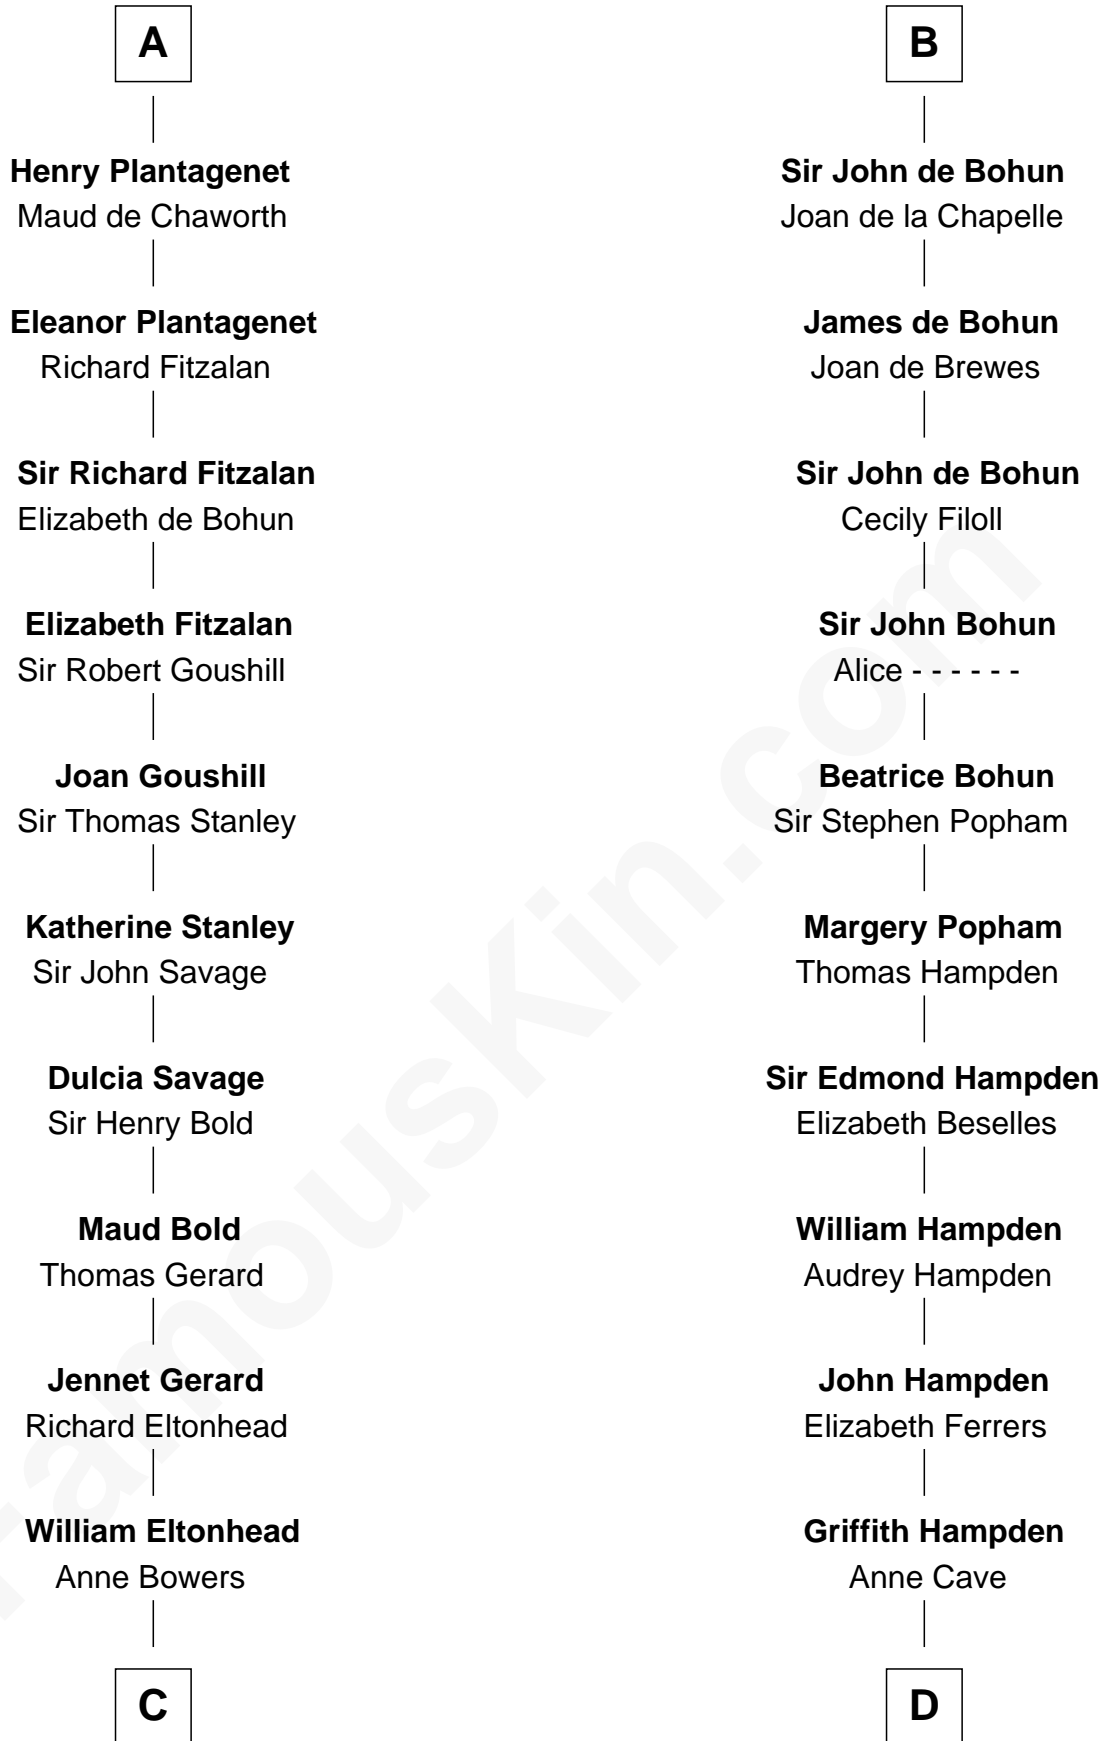 A
Henry Plantagenet
Maud de Chaworth
Eleanor Plantagenet
Richard Fitzalan
Sir Richard Fitzalan
Elizabeth de Bohun
Elizabeth Fitzalan
Sir Robert Goushill
Joan Goushill
Sir Thomas Stanley
Katherine Stanley
Sir John Savage
Dulcia Savage
Sir Henry Bold
Maud Bold
Thomas Gerard
Jennet Gerard
Richard Eltonhead
William Eltonhead
Anne Bowers
C
B
Sir John de Bohun
Joan de la Chapelle
James de Bohun
Joan de Brewes
Sir John de Bohun
Cecily Filoll
Sir John Bohun
Alice - - - - - -
Beatrice Bohun
Sir Stephen Popham
Margery Popham
Thomas Hampden
Sir Edmond Hampden
Elizabeth Beselles
William Hampden
Audrey Hampden
John Hampden
Elizabeth Ferrers
Griffith Hampden
Anne Cave
D
FamousKin.com